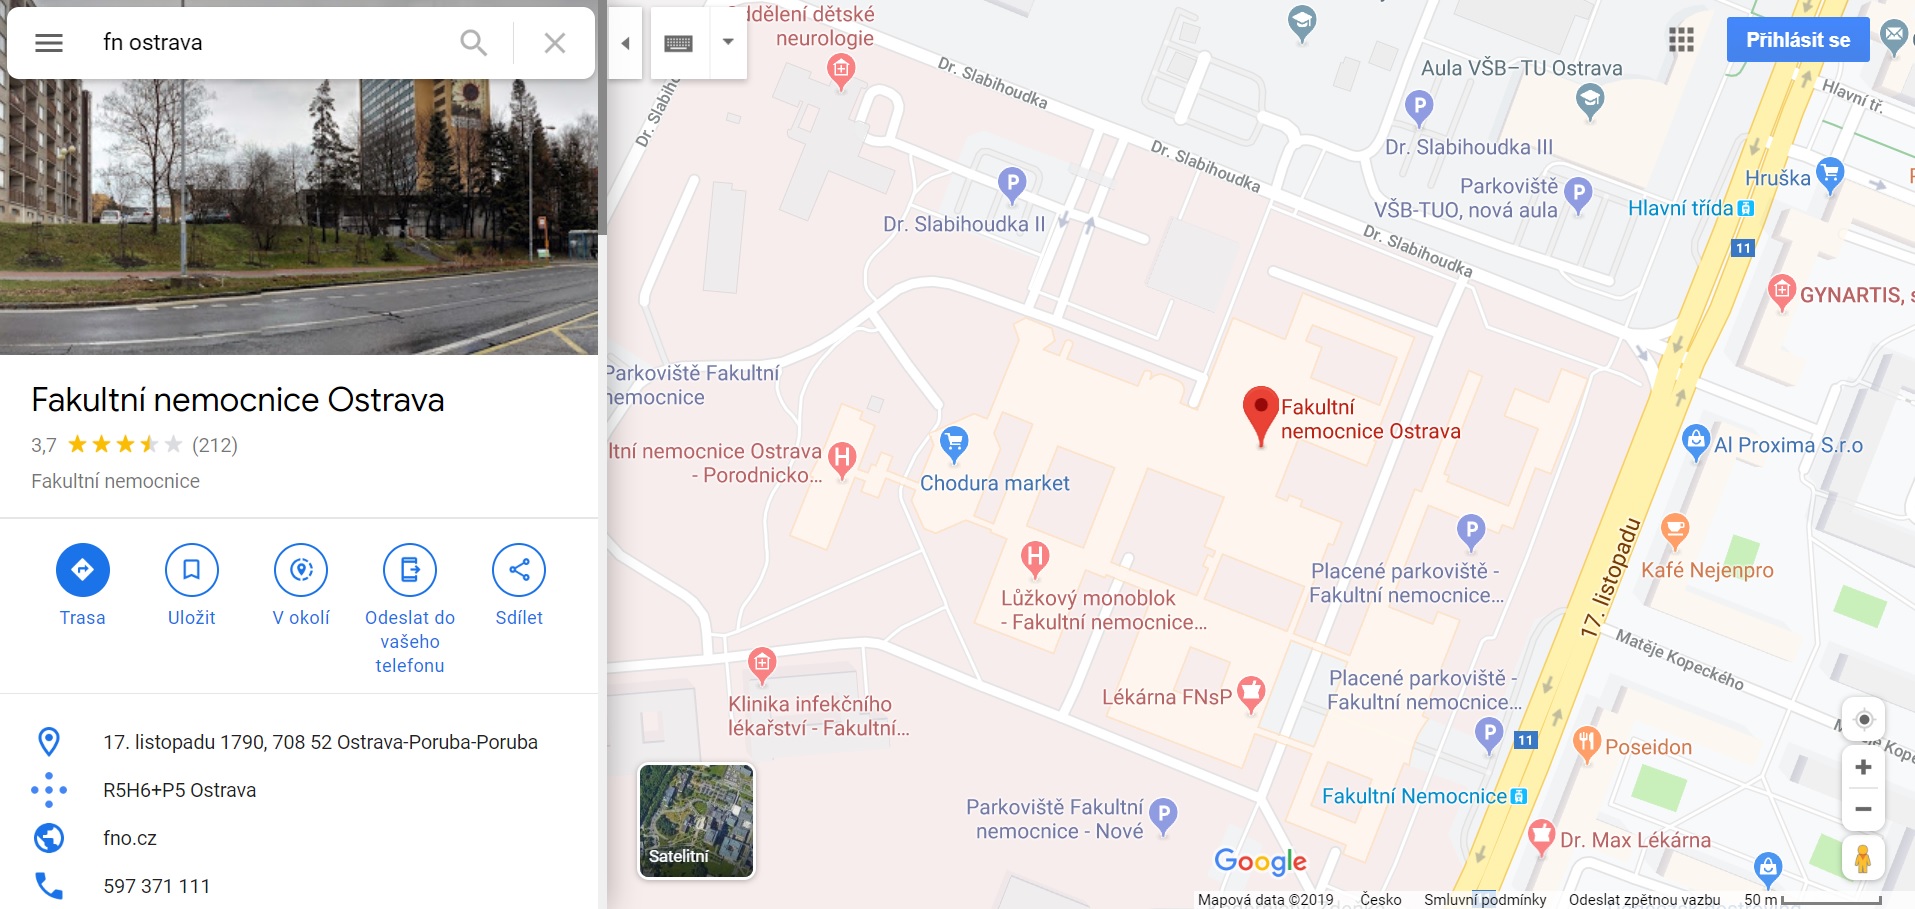 fn ostrava
Fakultní nemocnice Ostrava
3,7 (212)
Fakultní nemocnice
Trasa
Uložit
V okolí
Odeslat do
vašeho
telefonu
Sdílet
17. listopadu 1790, 708 52 Ostrava-Poruba-Poruba
R5H6+P5 Ostrava
fno.cz
597 371 111
ddělení dětské
neurologie
Dr. Slabihoudka
Dr. Slabihoudka
Dr. Slabihoudka
Aula VŠB–TU Ostrava
Přihlásit se
Hlavní tř.
P
Dr. Slabihoudka III
P
Dr. Slabihoudka II
Parkoviště
VŠB-TUO, nová aula
P
Hruška
Hlavní třída
11
Dr. Slabihoudka
GYNARTIS, s
Parkoviště Fakultní
nemocnice
Fakultní
nemocnice Ostrava
ltní nemocnice Ostrava
- Porodnicko...
H
Chodura market
Al Proxima S.r.o
H
Lůžkový monoblok
- Fakultní nemocnice...
P
Placené parkoviště -
Fakultní nemocnice...
17. listopadu
Kafé Nejenpro
Matěje Kopeckého
Klinika infekčního
lékařství - Fakultní...
Lékárna FNsP
Placené parkoviště -
Fakultní nemocnice...
P
11
Poseidon
Fakultní Nemocnice
Parkoviště Fakultní
nemocnice - Nové
P
Dr. Max Lékárna
Satelitní
Google
Mapová data ©2019 Česko Smluvní podmínky Odeslat zpětnou vazbu 50 m